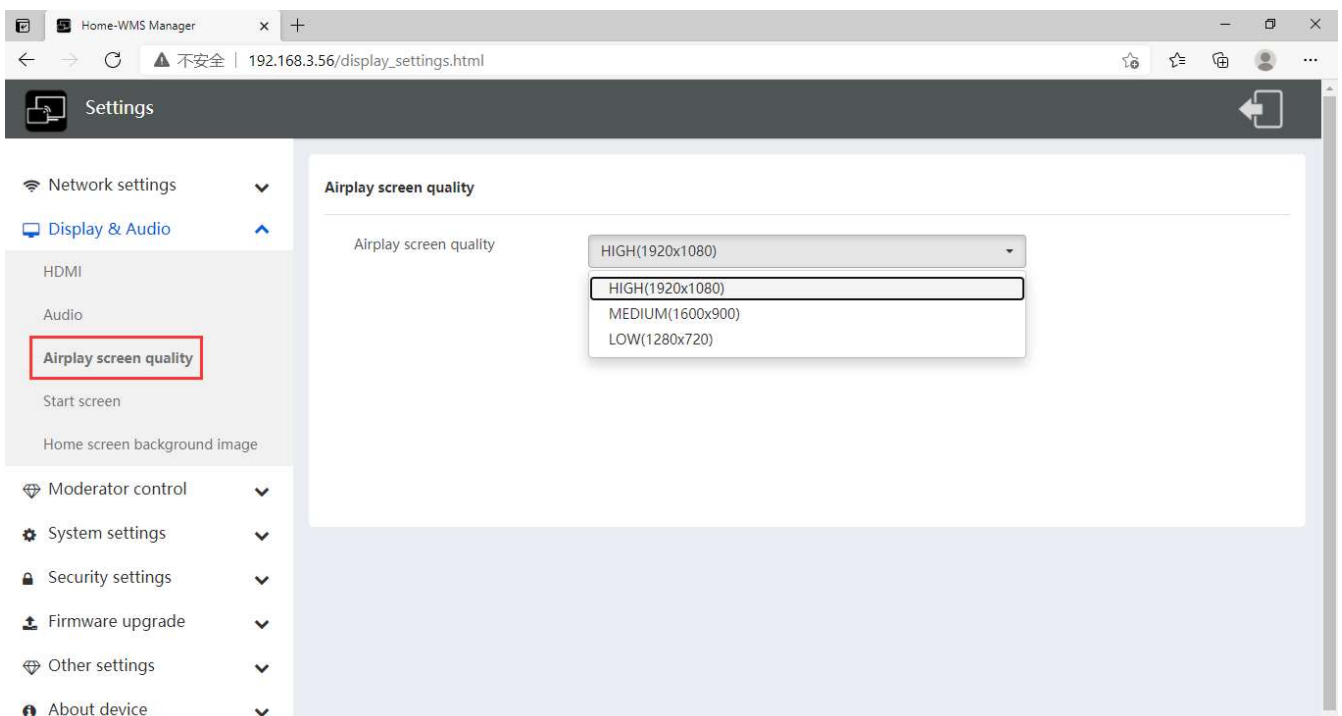 Home-WMS Manager
不安全 | 192.168.3.56/display_settings.html
Settings
Network settings
Display & Audio
HDMI
Audio
Airplay screen quality
Start screen
Home screen background image
Moderator control
System settings
Security settings
Firmware upgrade
Other settings
About device
Airplay screen quality
Airplay screen quality
HIGH(1920x1080)
HIGH(1920x1080)
MEDIUM(1600x900)
LOW(1280x720)